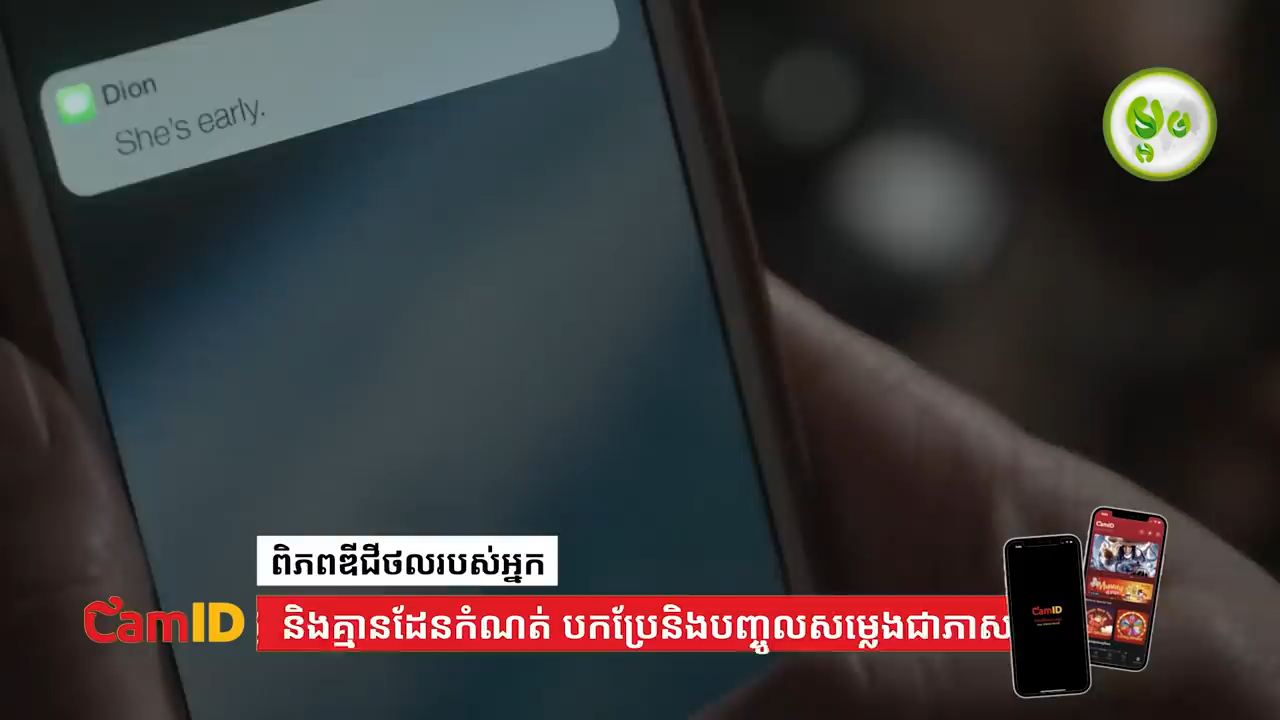 Dion
She's early.
ពិភពឌីជីថលរបស់អ្នក
CamID
និងគ្មានដែនកំណត់ បកប្រែនិងបញ្ចូលសម្លេងជាភាស
CamID
CamID